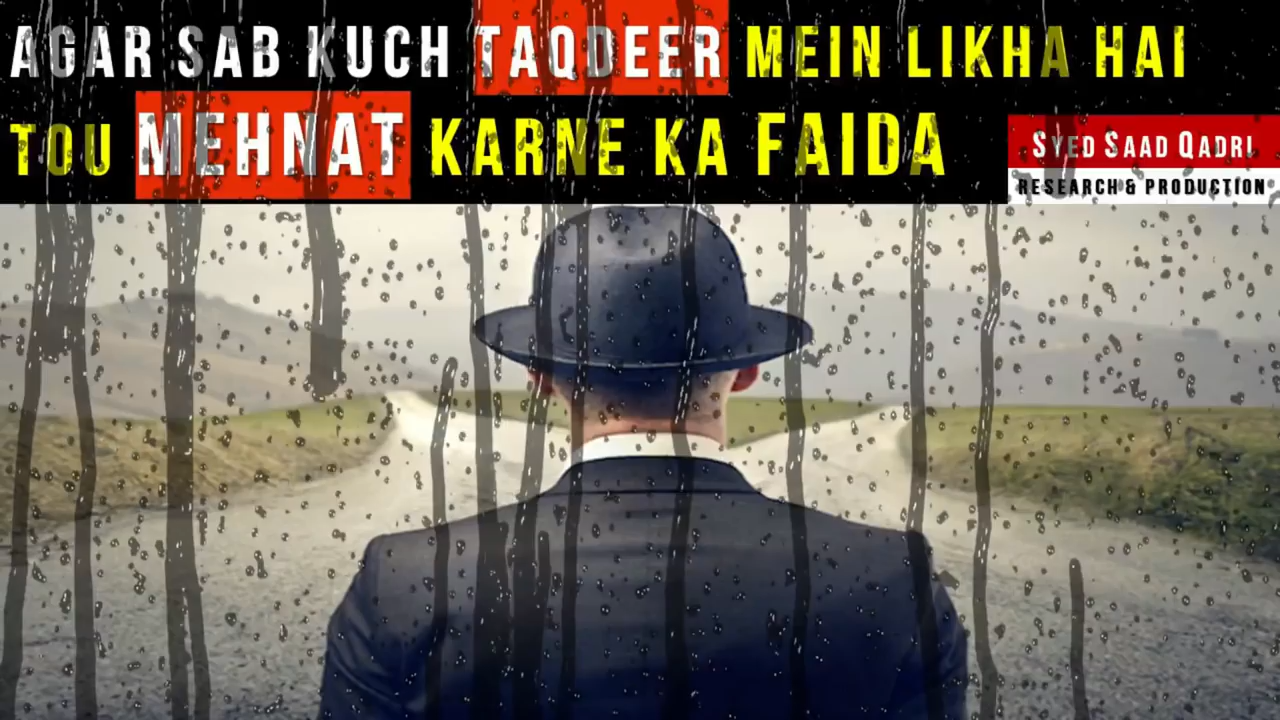 AGAR SAB KUCH TAQDEER MEIN LIKHA HAI
TOU MEHNAT KARNE KA FAIDA
SYED SAAD QADRI
RESEARCH & PRODUCTION